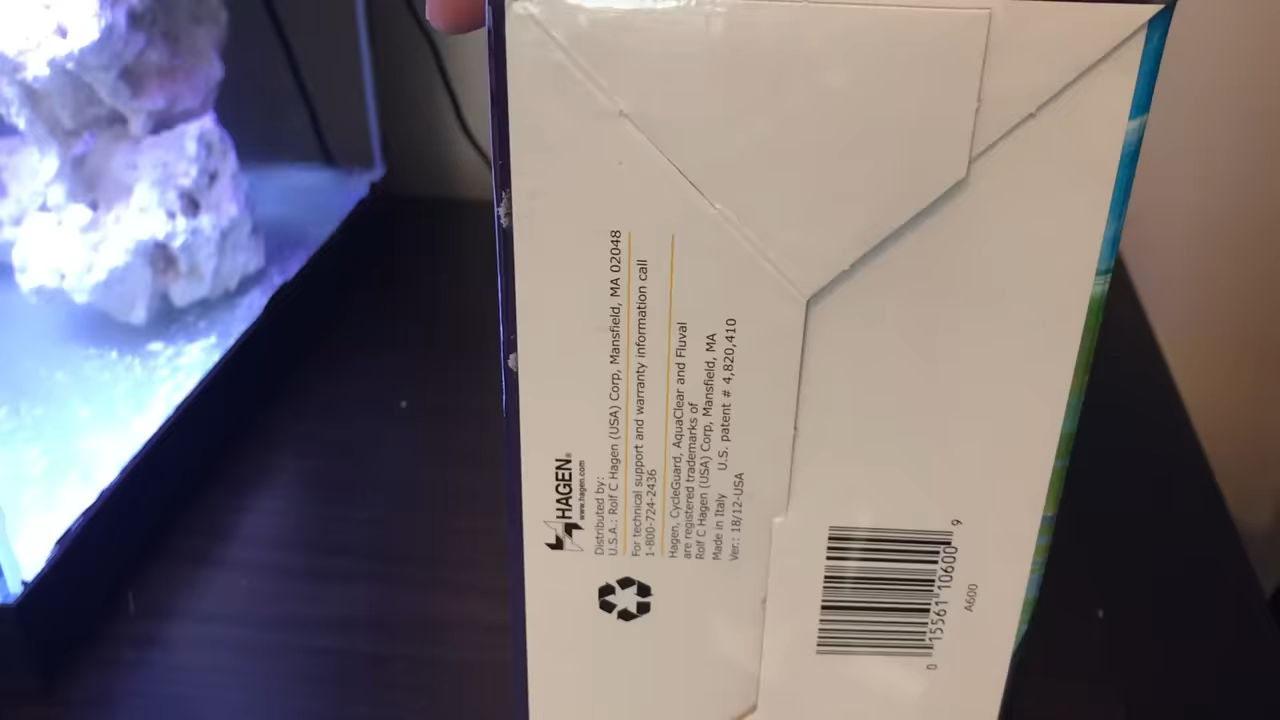 HAGEN®
www.hagen.com
Distributed by:
U.S.A.: Rolf C Hagen (USA) Corp, Mansfield, MA 02048
For technical support and warranty information call
1-800-724-2436
Hagen, CycleGuard, AquaClear and Fluval
are registered trademarks of
Rolf C Hagen (USA) Corp, Mansfield, MA
Made in Italy U.S. patent # 4,820,410
Ver.: 18/12-USA
0 15561 10600 9
A600